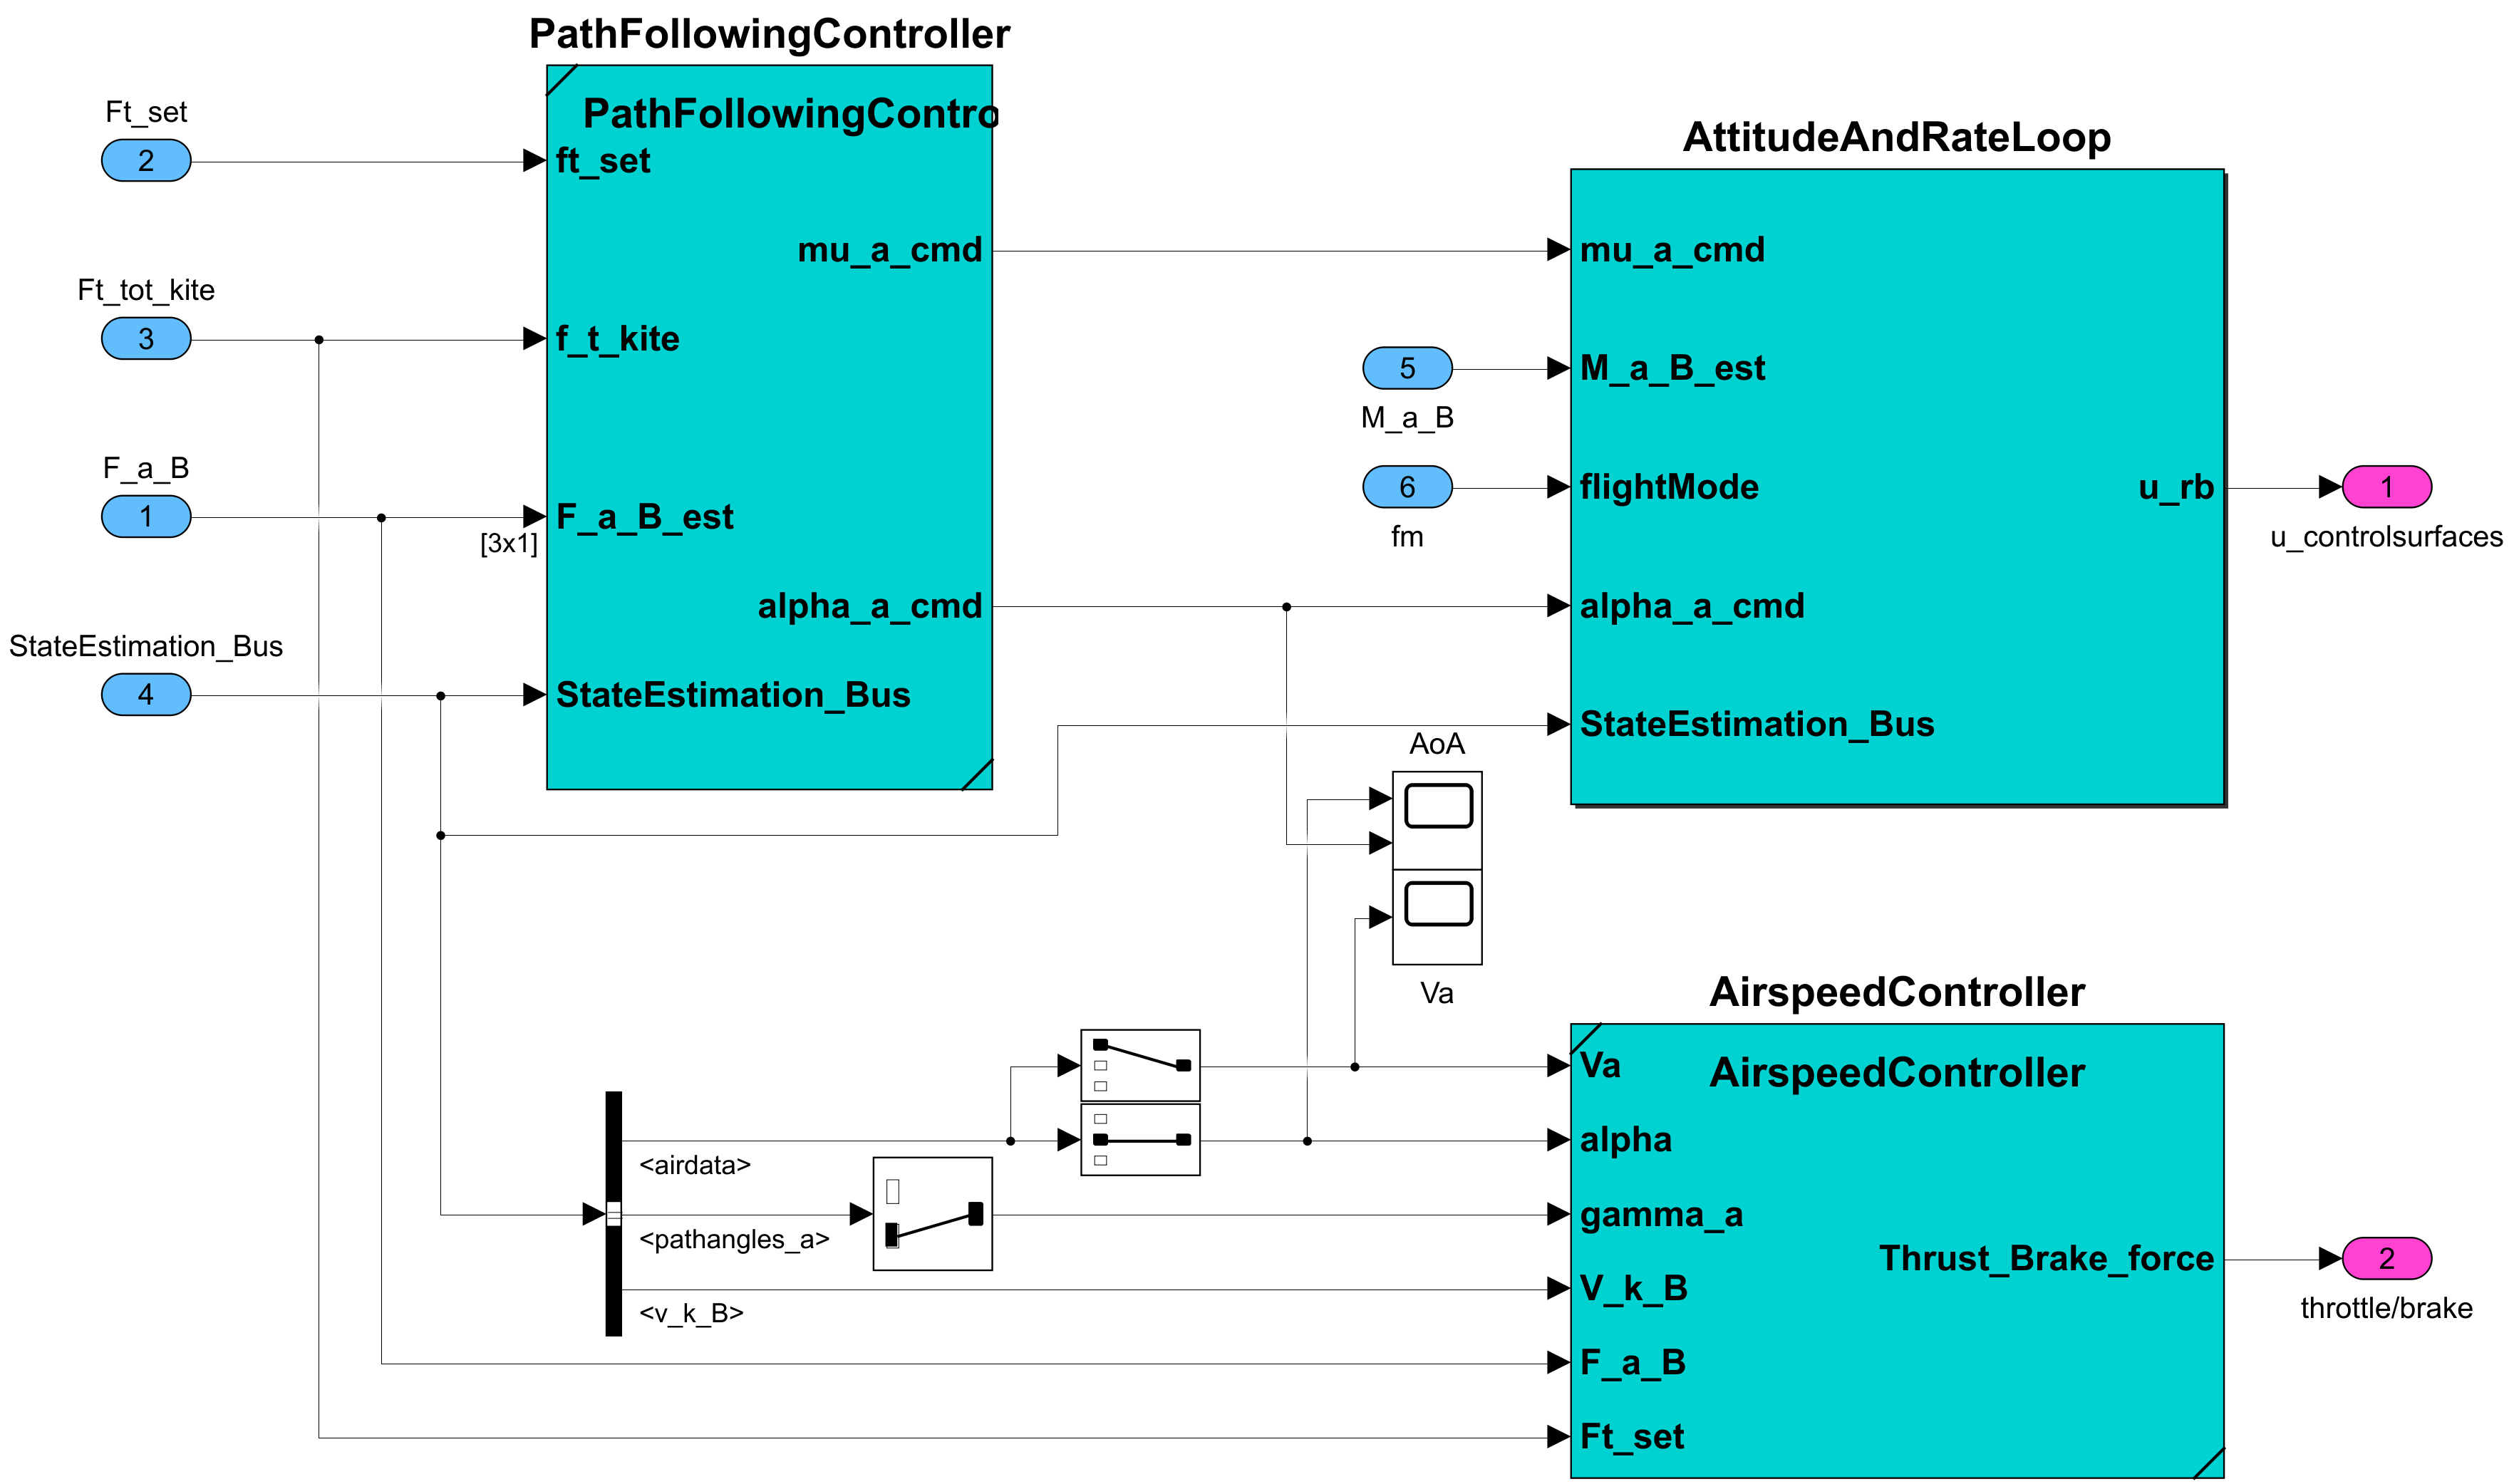 PathFollowingController
PathFollowingContro
Ft_set
2
ft_set
mu_a_cmd
Ft_tot_kite
3
f_t_kite
F_a_B
1
F_a_B_est
[3x1]
alpha_a_cmd
StateEstimation_Bus
4
StateEstimation_Bus
AttitudeAndRateLoop
mu_a_cmd
5
M_a_B
M_a_B_est
6
fm
flightMode
u_rb
1
u_controlsurfaces
alpha_a_cmd
StateEstimation_Bus
AoA
Va
<airdata>
<pathangles_a>
<v_k_B>
AirspeedController
AirspeedController
Va
alpha
gamma_a
V_k_B
F_a_B
Ft_set
Thrust_Brake_force
2
throttle/brake